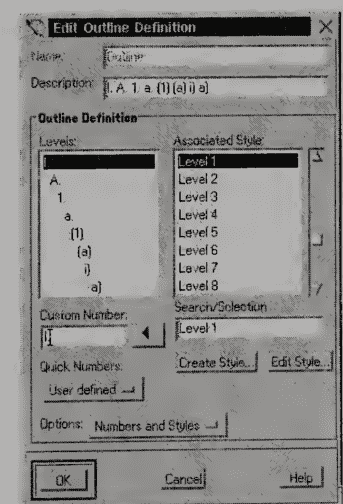 Edit Outline Definition
Name: Outline
Description: I. A. 1. a. (1) (a) i) a)
Outline Definition
Levels: Associated Style:
Level 1
A. Level 2
1. Level 3
a. Level 4
(1) Level 5
(a) Level 6
i) Level 7
a) Level 8
Custom Number: Search/Selection
Level 1
Quick Numbers: Create Style... Edit Style...
User defined
Options: Numbers and Styles
OK Cancel Help